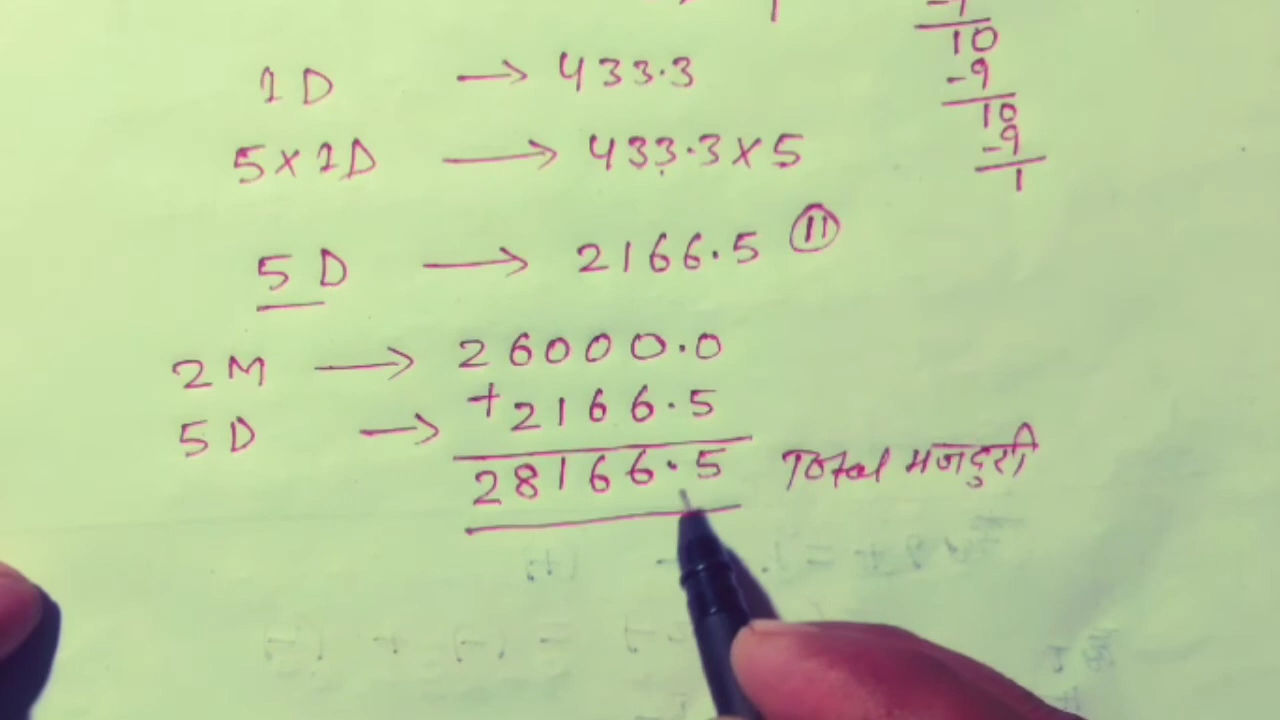 -9
10
1D → 433.3
-9
10
5×1D → 433.3×5
-9
1
5D → 2166.5 (11)
2M → 26000.0
5D → +2166.5
28166.5 Total मजदुरी